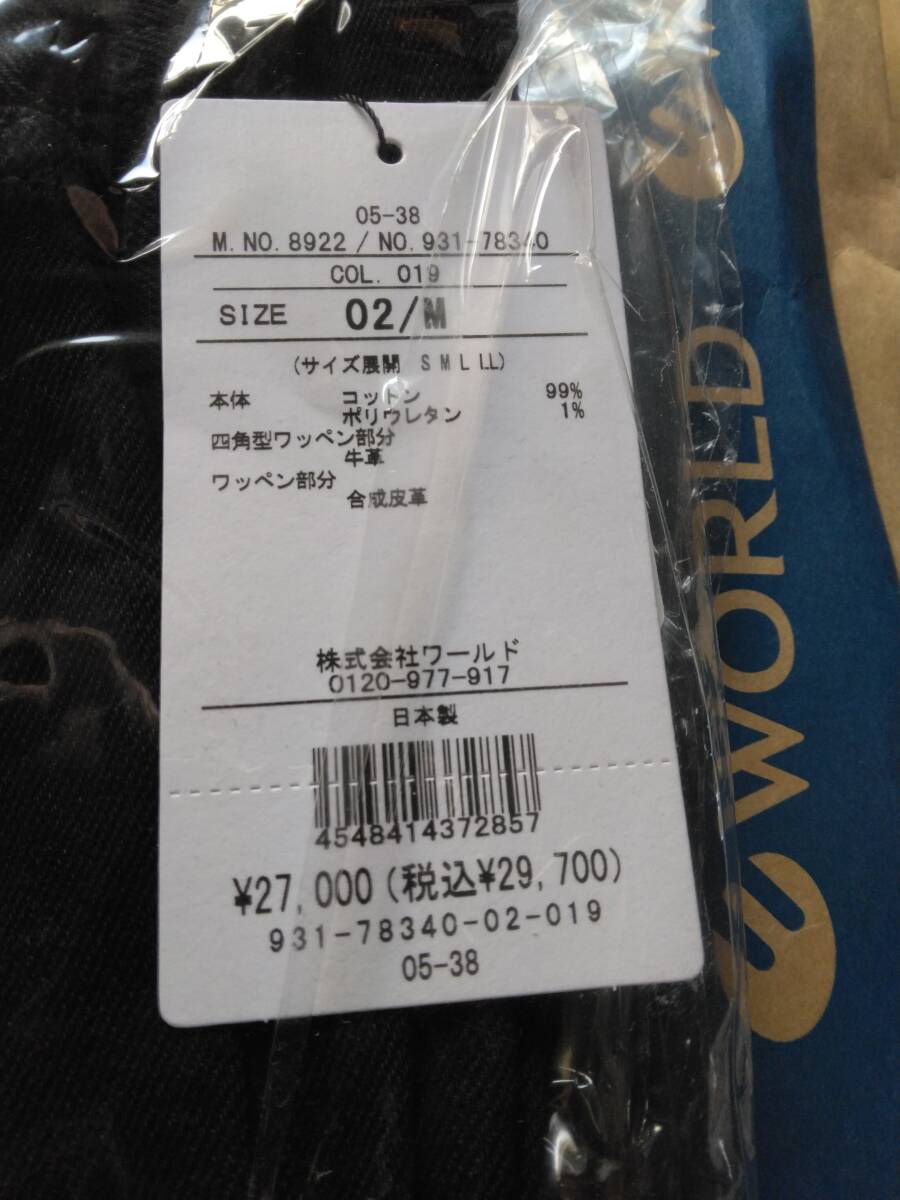 05-38
M. NO. 8922 / NO. 931-78340
COL. 019
SIZE 02/M
(サイズ展開 S M L LL)
本体 コットン 99%
ポリウレタン 1%
四角型ワッペン部分
牛革
ワッペン部分
合成皮革
株式会社ワールド
0120-977-917
日本製
4548414372857
¥27,000 (税込¥29,700)
931-78340-02-019
05-38
WORLD